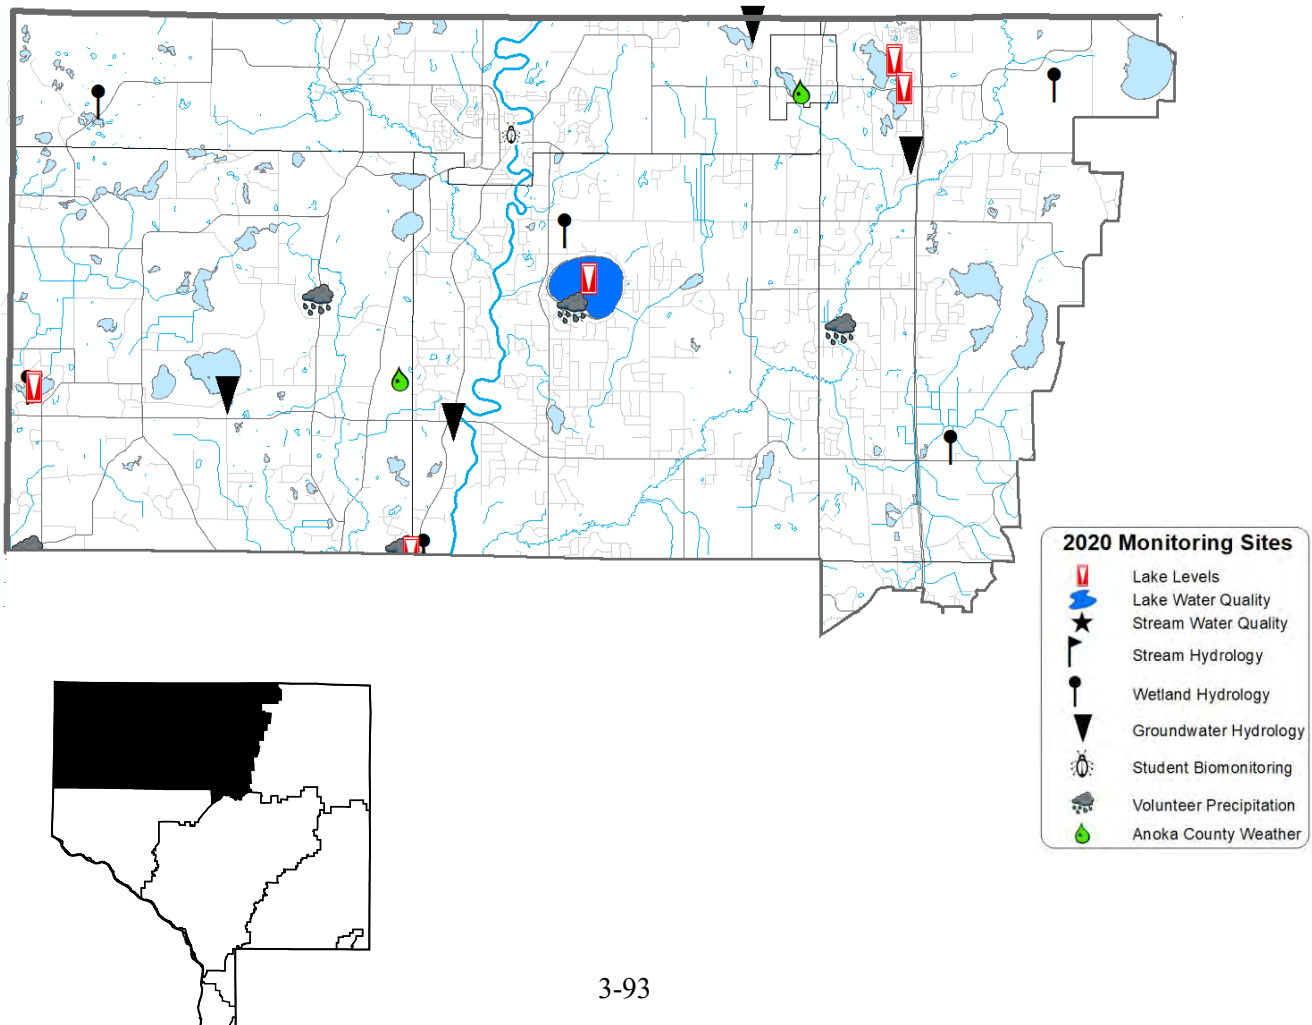 2020 Monitoring Sites
Lake Levels
Lake Water Quality
Stream Water Quality
Stream Hydrology
Wetland Hydrology
Groundwater Hydrology
Student Biomonitoring
Volunteer Precipitation
Anoka County Weather
3-93